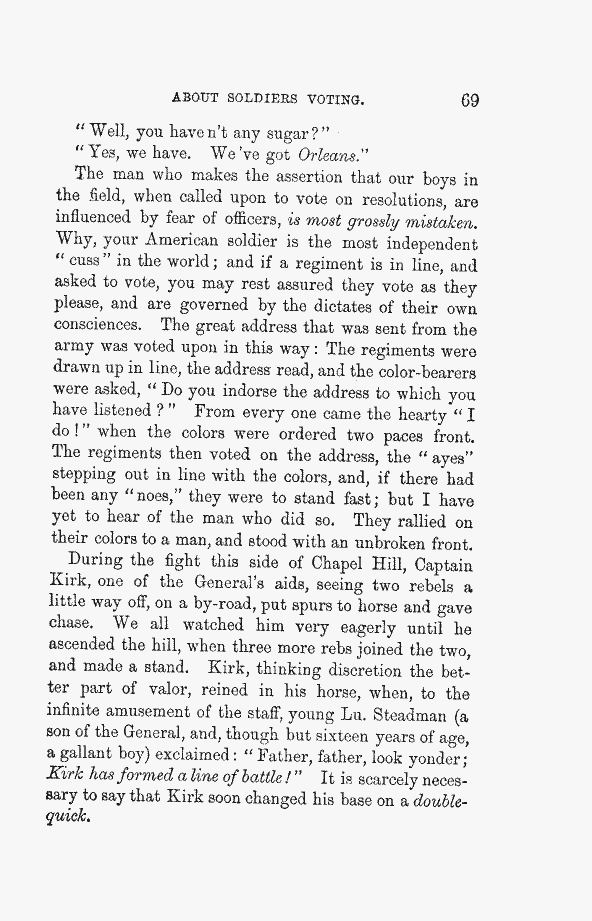 ABOUT SOLDIERS VOTING. 69
"Well, you haven't any sugar?"
"Yes, we have. We've got Orleans."
The man who makes the assertion that our boys in
the field, when called upon to vote on resolutions, are
influenced by fear of officers, is most grossly mistaken.
Why, your American soldier is the most independent
"cuss" in the world; and if a regiment is in line, and
asked to vote, you may rest assured they vote as they
please, and are governed by the dictates of their own
consciences. The great address that was sent from the
army was voted upon in this way: The regiments were
drawn up in line, the address read, and the color-bearers
were asked, "Do you indorse the address to which you
have listened?" From every one came the hearty "I
do!" when the colors were ordered two paces front.
The regiments then voted on the address, the "ayes"
stepping out in line with the colors, and, if there had
been any "noes," they were to stand fast; but I have
yet to hear of the man who did so. They rallied on
their colors to a man, and stood with an unbroken front.
During the fight this side of Chapel Hill, Captain
Kirk, one of the General's aids, seeing two rebels a
little way off, on a by-road, put spurs to horse and gave
chase. We all watched him very eagerly until he
ascended the hill, when three more rebs joined the two,
and made a stand. Kirk, thinking discretion the bet-
ter part of valor, reined in his horse, when, to the
infinite amusement of the staff, young Lu. Steadman (a
son of the General, and, though but sixteen years of age,
a gallant boy) exclaimed: "Father, father, look yonder;
Kirk has formed a line of battle!" It is scarcely neces-
sary to say that Kirk soon changed his base on a double-
quick.